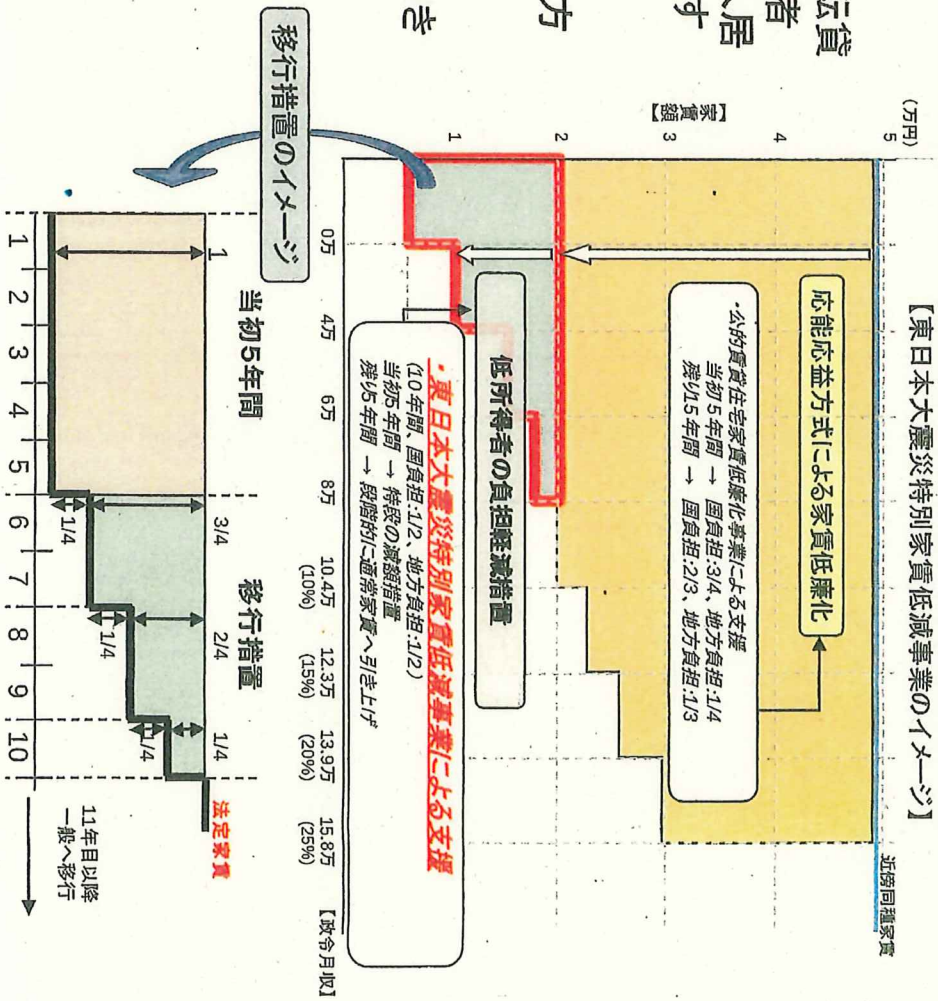 【東日本大震災特別家賃低減事業のイメージ】
(万円)
5
4
3
2
1
【家賃額】
近傍同種家賃
応能応益方式による家賃低廉化
・公的賃貸住宅家賃低廉化事業による支援
当初5年間 → 国負担:3/4、地方負担:1/4
残り15年間 → 国負担:2/3、地方負担:1/3
低所得者の負担軽減措置
・東日本大震災特別家賃低減事業による支援
(10年間、国負担:1/2、地方負担:1/2)
当初5年間 → 特段の減額措置
残り5年間 → 段階的に通常家賃へ引き上げ
0万
4万
6万
8万
10.4万
(10%)
12.3万
(15%)
13.9万
(20%)
15.8万
(25%)
【政令月収】
移行措置のイメージ
当初5年間
移行措置
1
3/4
2/4
1/4
1/4
1/4
1/4
法定家賃
1
2
3
4
5
6
7
8
9
10
11年目以降
一般へ移行
賃
者
居
す
方
き